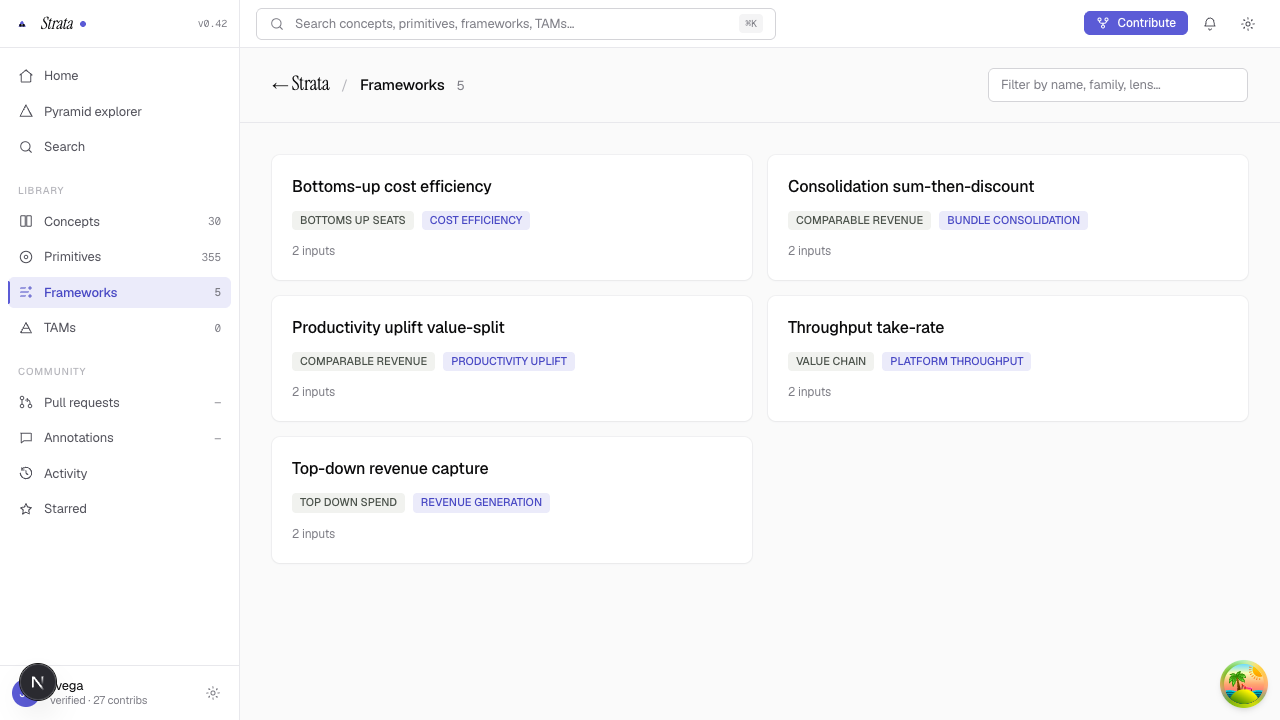 Strata
v0.42
Search concepts, primitives, frameworks, TAMs…
⌘K
Contribute
Home
Pyramid explorer
Search
LIBRARY
Concepts 30
Primitives 355
Frameworks 5
TAMs 0
COMMUNITY
Pull requests –
Annotations –
Activity
Starred
N
vega
verified · 27 contribs
← Strata / Frameworks 5
Filter by name, family, lens…
Bottoms-up cost efficiency
BOTTOMS UP SEATS COST EFFICIENCY
2 inputs
Consolidation sum-then-discount
COMPARABLE REVENUE BUNDLE CONSOLIDATION
2 inputs
Productivity uplift value-split
COMPARABLE REVENUE PRODUCTIVITY UPLIFT
2 inputs
Throughput take-rate
VALUE CHAIN PLATFORM THROUGHPUT
2 inputs
Top-down revenue capture
TOP DOWN SPEND REVENUE GENERATION
2 inputs